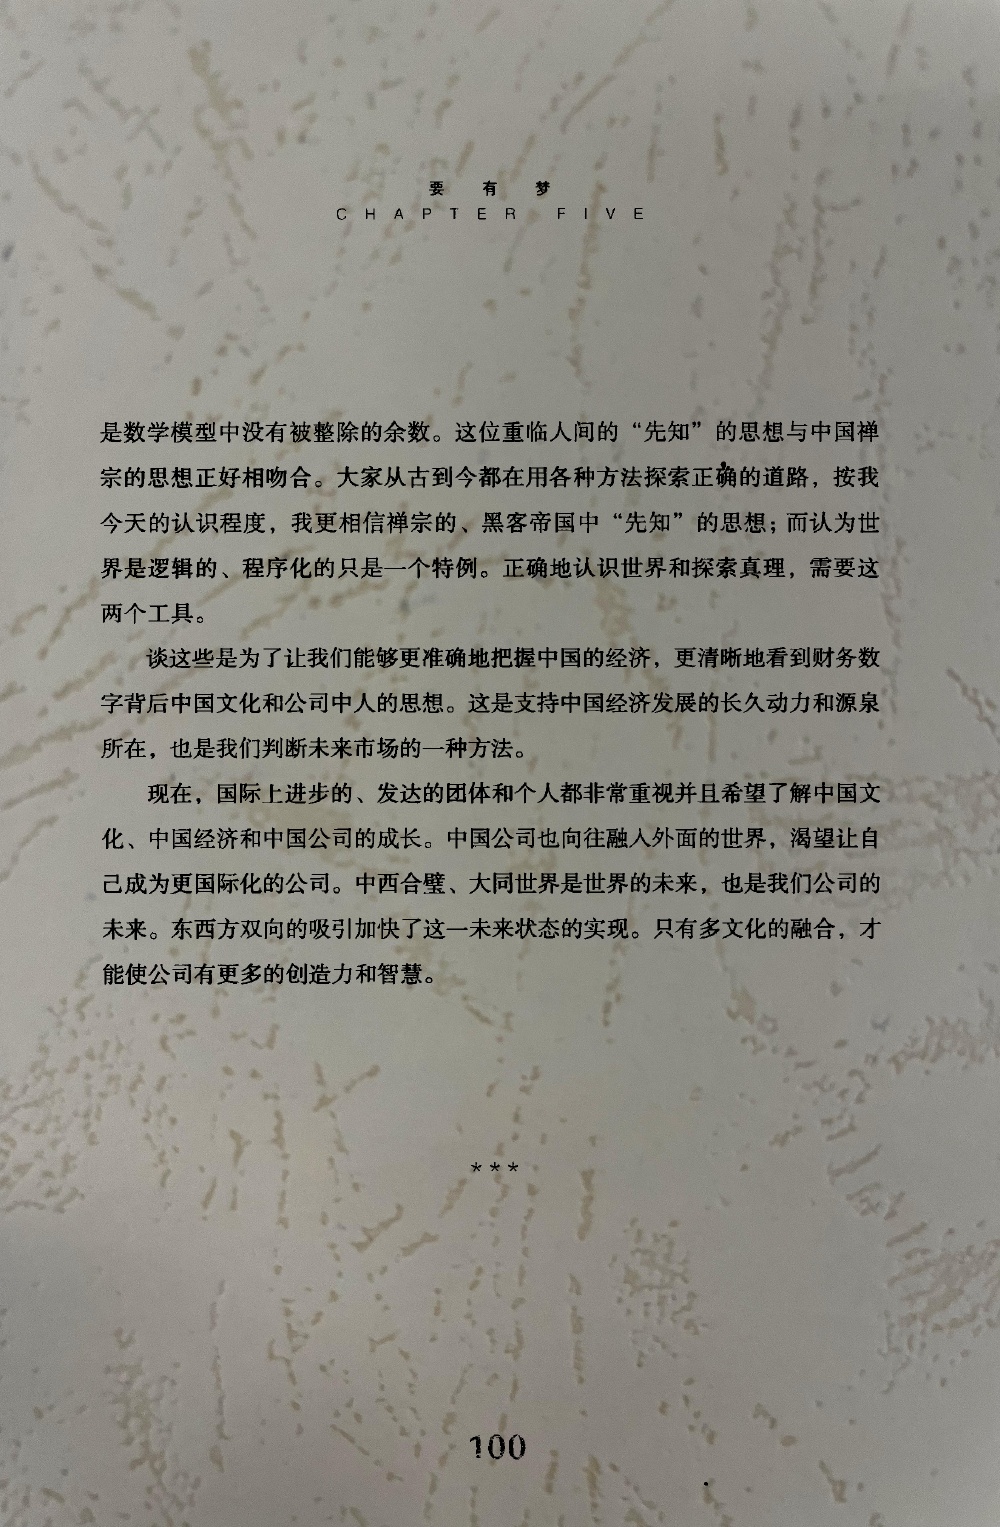 要有梦
CHAPTER FIVE
是数学模型中没有被整除的余数。这位重临人间的“先知”的思想与中国禅
宗的思想正好相吻合。大家从古到今都在用各种方法探索正确的道路，按我
今天的认识程度，我更相信禅宗的、黑客帝国中“先知”的思想；而认为世
界是逻辑的、程序化的只是一个特例。正确地认识世界和探索真理，需要这
两个工具。
谈这些是为了让我们能够更准确地把握中国的经济，更清晰地看到财务数
字背后中国文化和公司中人的思想。这是支持中国经济发展的长久动力和源泉
所在，也是我们判断未来市场的一种方法。
现在，国际上进步的、发达的团体和个人都非常重视并且希望了解中国文
化、中国经济和中国公司的成长。中国公司也向往融入外面的世界，渴望让自
己成为更国际化的公司。中西合璧、大同世界是世界的未来，也是我们公司的
未来。东西方双向的吸引加快了这一未来状态的实现。只有多文化的融合，才
能使公司有更多的创造力和智慧。
***
100